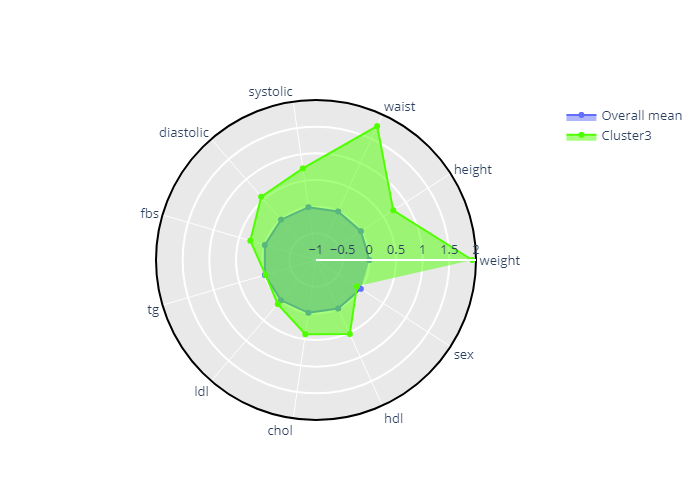 systolic
waist
Overall mean
diastolic
Cluster3
height
fbs
−1 −0.5 0 0.5 1 1.5 2
weight
tg
sex
ldl
hdl
chol